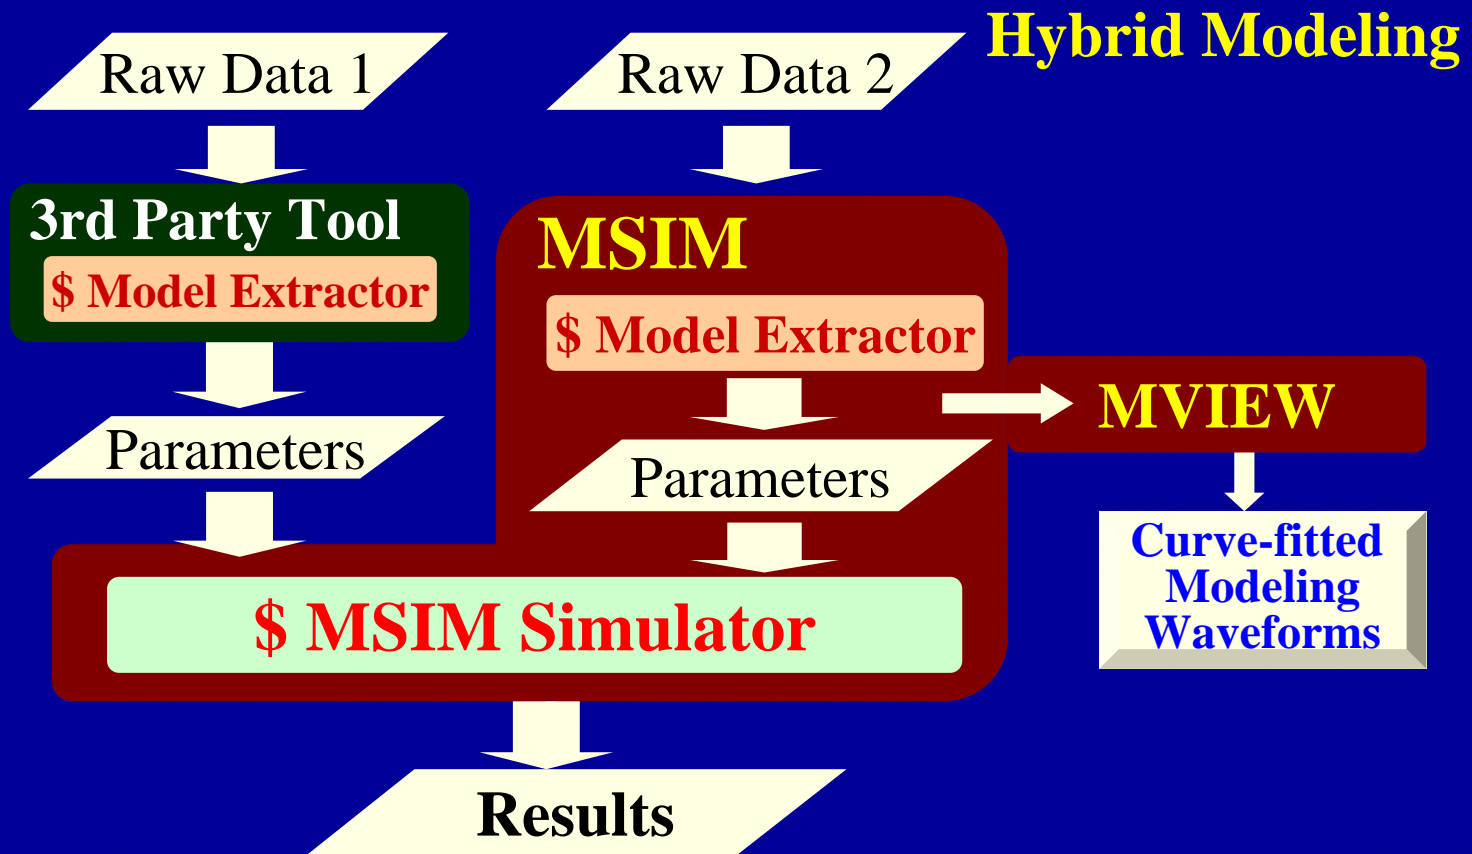 Hybrid Modeling
Raw Data 1
Raw Data 2
3rd Party Tool
$ Model Extractor
MSIM
$ Model Extractor
MVIEW
Parameters
Parameters
Curve-fitted
Modeling
Waveforms
$ MSIM Simulator
Results